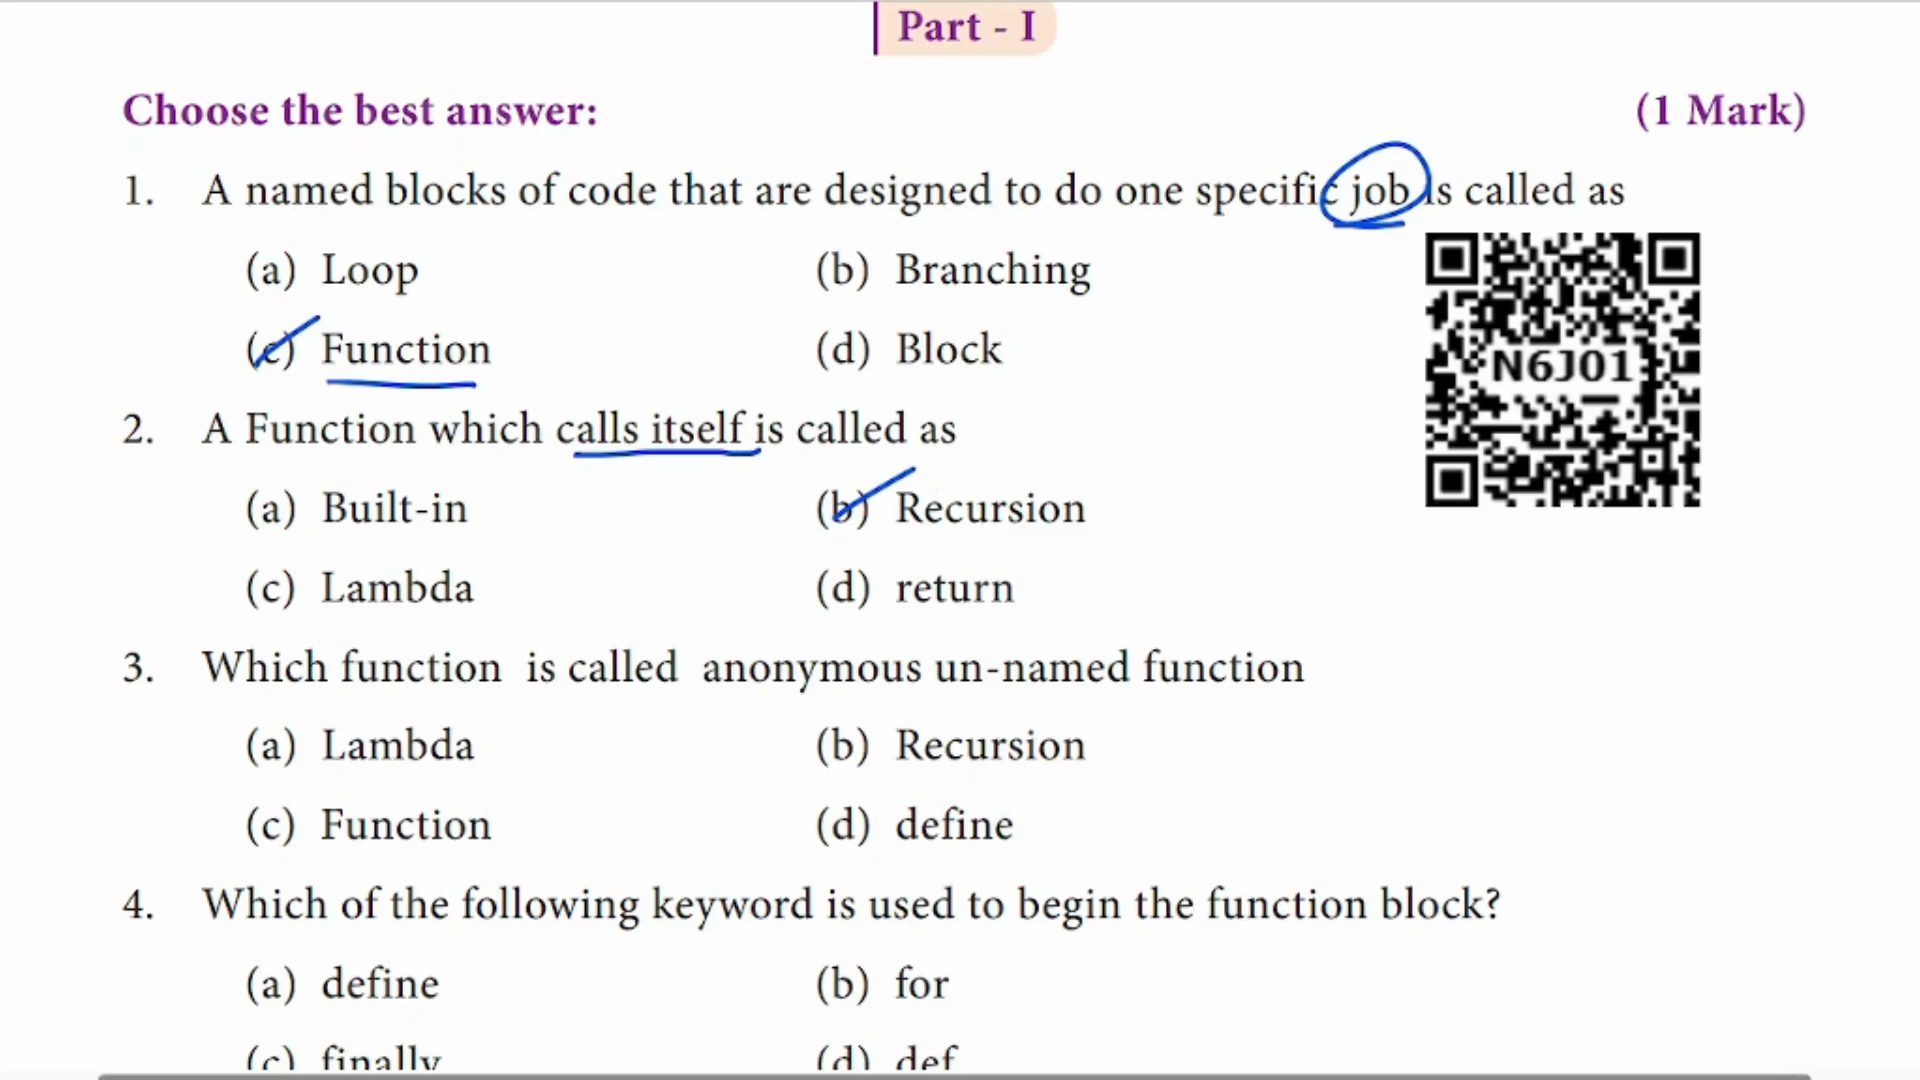 Part - I
Choose the best answer: (1 Mark)
1. A named blocks of code that are designed to do one specific job is called as
(a) Loop (b) Branching
(c) Function (d) Block
N6J01
2. A Function which calls itself is called as
(a) Built-in (b) Recursion
(c) Lambda (d) return
3. Which function is called anonymous un-named function
(a) Lambda (b) Recursion
(c) Function (d) define
4. Which of the following keyword is used to begin the function block?
(a) define (b) for
(c) finally (d) def